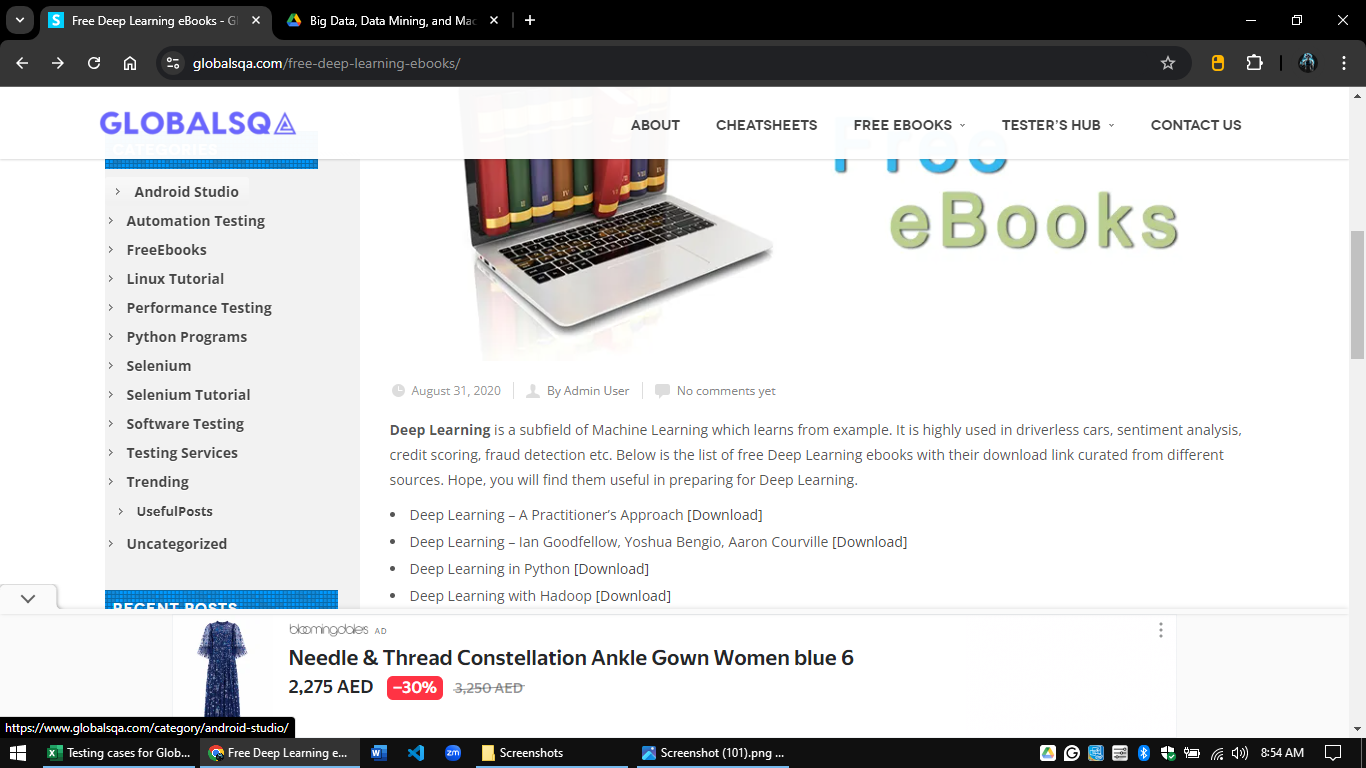 Free Deep Learning eBooks - Gl
Big Data, Data Mining, and Mac
globalsqa.com/free-deep-learning-ebooks/
GLOBALSQA
ABOUT
CHEATSHEETS
FREE EBOOKS
TESTER'S HUB
CONTACT US
CATEGORIES
Free
eBooks
Android Studio
Automation Testing
FreeEbooks
Linux Tutorial
Performance Testing
Python Programs
Selenium
Selenium Tutorial
Software Testing
Testing Services
Trending
UsefulPosts
Uncategorized
RECENT POSTS
August 31, 2020
By Admin User
No comments yet
Deep Learning is a subfield of Machine Learning which learns from example. It is highly used in driverless cars, sentiment analysis,
credit scoring, fraud detection etc. Below is the list of free Deep Learning ebooks with their download link curated from different
sources. Hope, you will find them useful in preparing for Deep Learning.
Deep Learning – A Practitioner's Approach [Download]
Deep Learning – Ian Goodfellow, Yoshua Bengio, Aaron Courville [Download]
Deep Learning in Python [Download]
Deep Learning with Hadoop [Download]
bloomingdales AD
Needle & Thread Constellation Ankle Gown Women blue 6
2,275 AED –30% 3,250 AED
https://www.globalsqa.com/category/android-studio/
Testing cases for Glob...
Free Deep Learning e...
Screenshots
Screenshot (101).png ...
8:54 AM